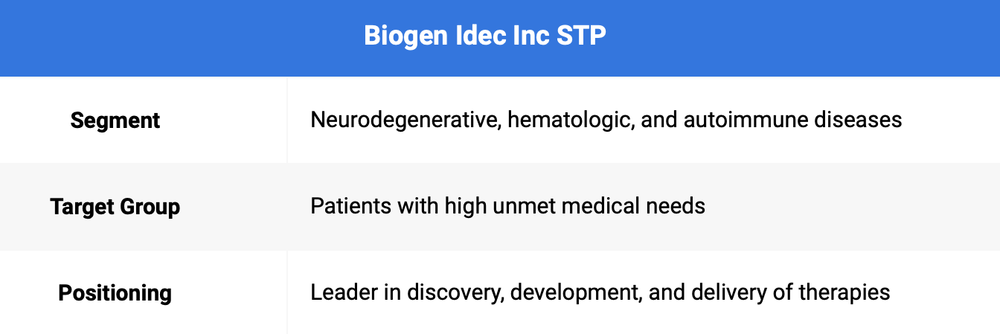 Biogen Idec Inc STP
Segment
Neurodegenerative, hematologic, and autoimmune diseases
Target Group
Patients with high unmet medical needs
Positioning
Leader in discovery, development, and delivery of therapies